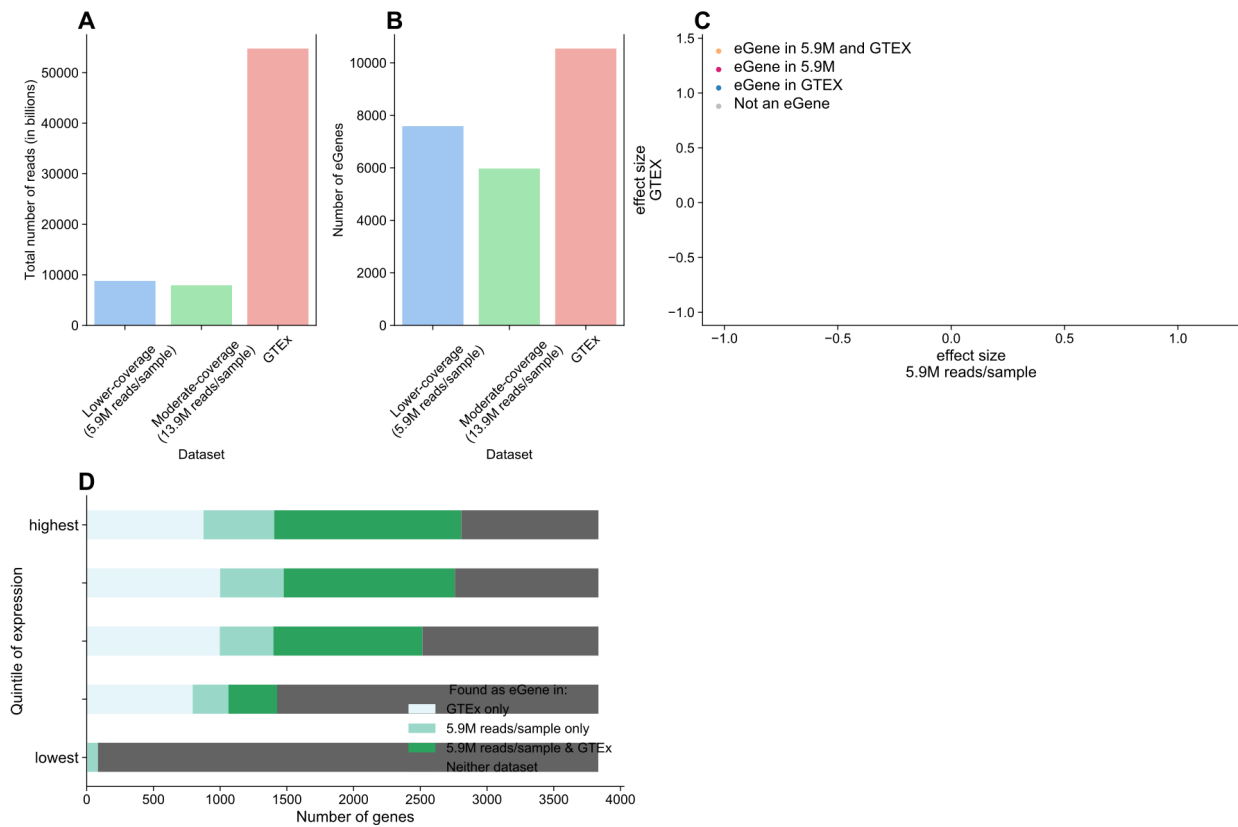 A
Total number of reads (in billions)
50000
40000
30000
20000
10000
0
Lower-coverage
(5.9M reads/sample)
Moderate-coverage
(13.9M reads/sample)
GTEx
Dataset
B
Number of eGenes
10000
8000
6000
4000
2000
0
Lower-coverage
(5.9M reads/sample)
Moderate-coverage
(13.9M reads/sample)
GTEx
Dataset
C
eGene in 5.9M and GTEX
eGene in 5.9M
eGene in GTEX
Not an eGene
effect size
GTEX
1.5
1.0
0.5
0.0
−0.5
−1.0
−1.0
−0.5
0.0
0.5
1.0
effect size
5.9M reads/sample
D
Quintile of expression
highest
lowest
Found as eGene in:
GTEx only
5.9M reads/sample only
5.9M reads/sample & GTEx
Neither dataset
0
500
1000
1500
2000
2500
3000
3500
4000
Number of genes